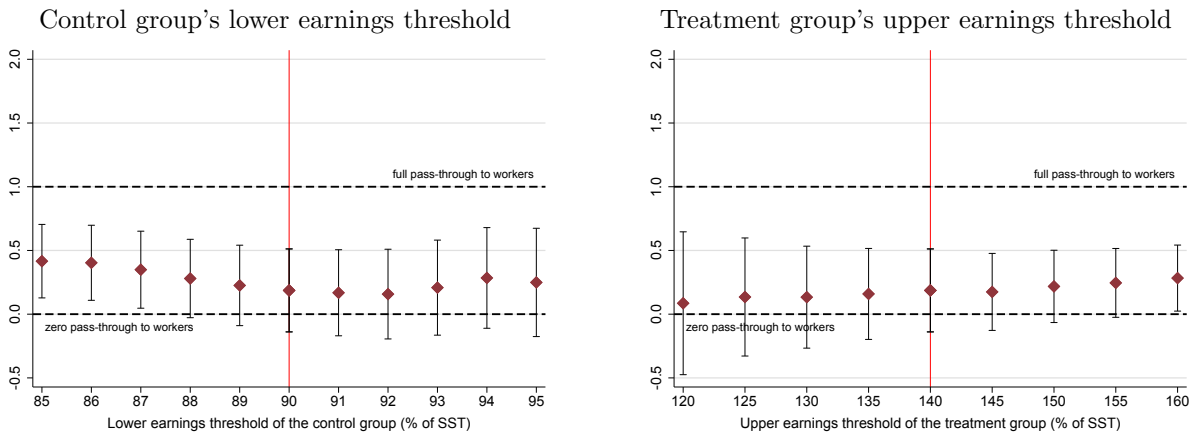 Control group's lower earnings threshold
2.0
1.5
1.0
0.5
0.0
-0.5
full pass-through to workers
zero pass-through to workers
85 86 87 88 89 90 91 92 93 94 95
Lower earnings threshold of the control group (% of SST)
Treatment group's upper earnings threshold
2.0
1.5
1.0
0.5
0.0
-0.5
full pass-through to workers
zero pass-through to workers
120 125 130 135 140 145 150 155 160
Upper earnings threshold of the treatment group (% of SST)